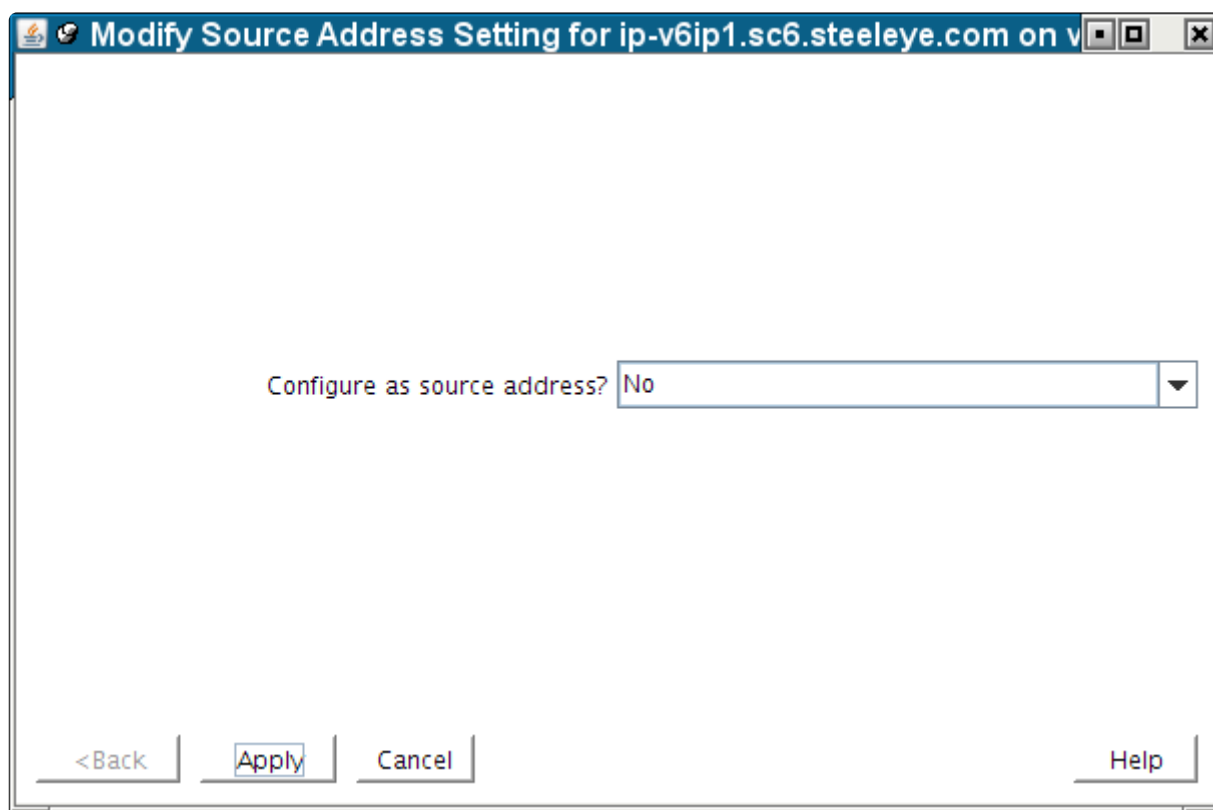 Modify Source Address Setting for ip-v6ip1.sc6.steeleye.com on v
Configure as source address? No
<Back Apply Cancel Help